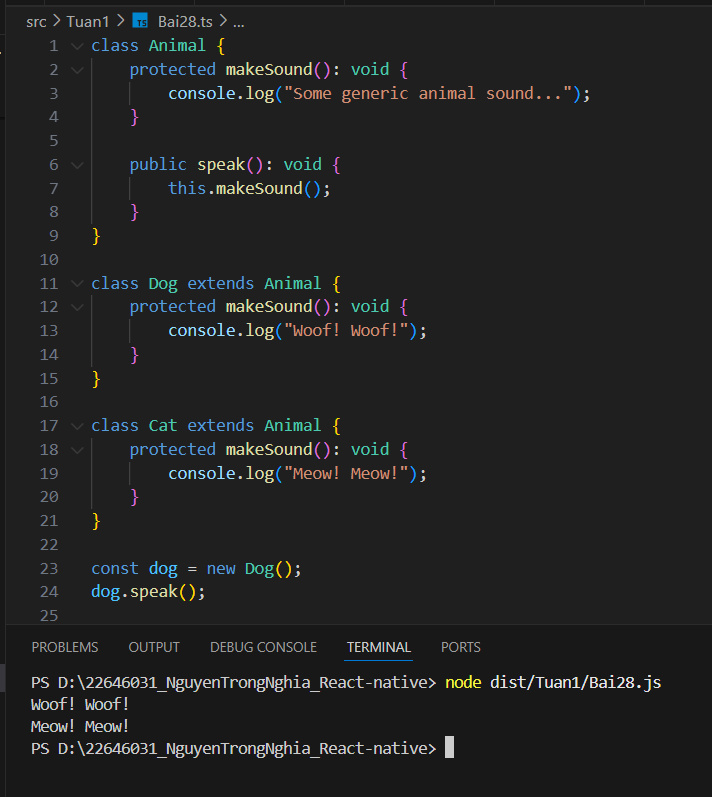 src > Tuan1 > TS Bai28.ts > ...
1 class Animal {
2     protected makeSound(): void {
3         console.log("Some generic animal sound...");
4     }
5
6     public speak(): void {
7         this.makeSound();
8     }
9 }
10
11 class Dog extends Animal {
12     protected makeSound(): void {
13         console.log("Woof! Woof!");
14     }
15 }
16
17 class Cat extends Animal {
18     protected makeSound(): void {
19         console.log("Meow! Meow!");
20     }
21 }
22
23 const dog = new Dog();
24 dog.speak();
25
PROBLEMS OUTPUT DEBUG CONSOLE TERMINAL PORTS
PS D:\22646031_NguyenTrongNghia_React-native> node dist/Tuan1/Bai28.js
Woof! Woof!
Meow! Meow!
PS D:\22646031_NguyenTrongNghia_React-native>